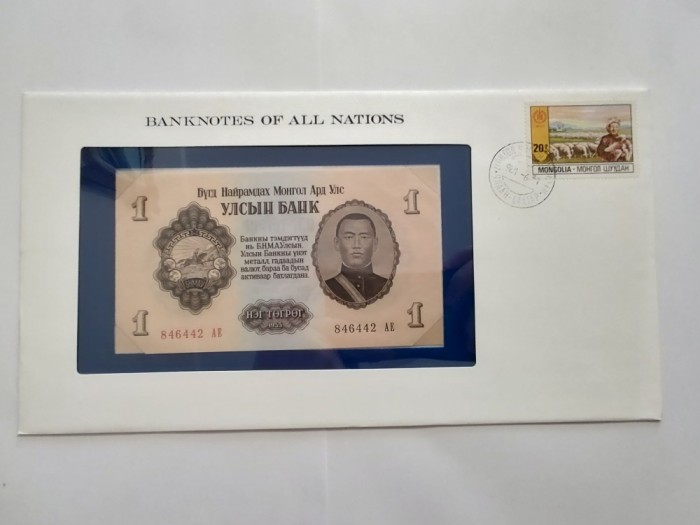 BANKNOTES OF ALL NATIONS
20
MONGOLIA - МОНГОЛ ШУУДАН
Бүгд Найрамдах Монгол Ард Улс
УЛСЫН БАНК
1
1
Банкны тэмдэгтүүд
нь БНМАУлсын,
Улсын Банкны үнэт
металл, гадаадын
валют, бараа ба бусад
активаар батлагдана.
НЭГ ТӨГРӨГ
1955
1
846442 АЕ
846442 АЕ
1